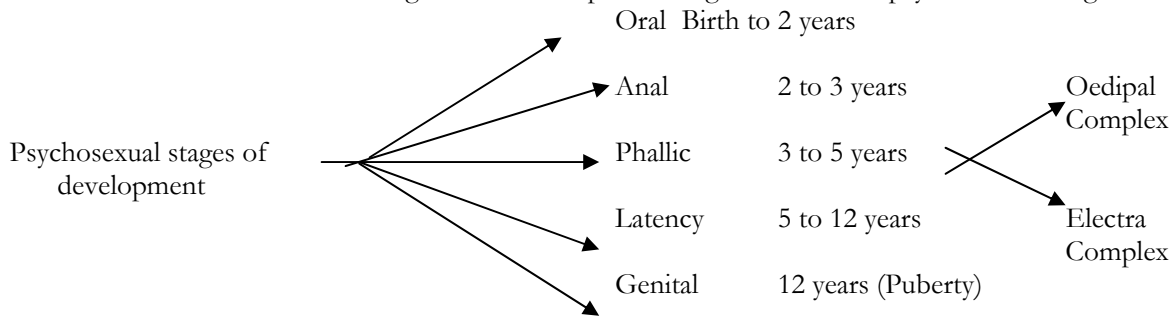 Oral Birth to 2 years
Anal 2 to 3 years Oedipal
Complex
Psychosexual stages of Phallic 3 to 5 years
development
Latency 5 to 12 years Electra
Complex
Genital 12 years (Puberty)